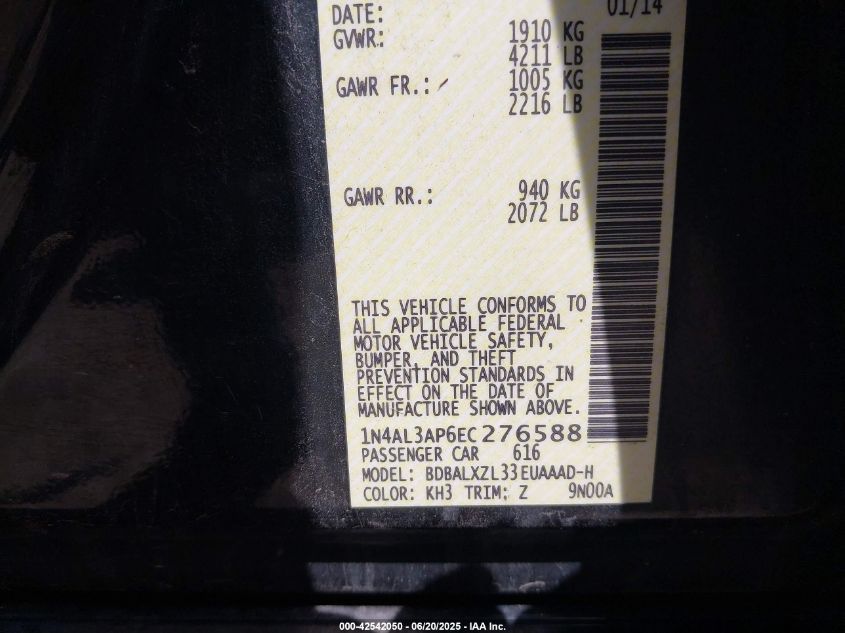 DATE: 01/14
GVWR: 1910 KG
4211 LB
GAWR FR.: 1005 KG
2216 LB
GAWR RR.: 940 KG
2072 LB
THIS VEHICLE CONFORMS TO
ALL APPLICABLE FEDERAL
MOTOR VEHICLE SAFETY,
BUMPER, AND THEFT
PREVENTION STANDARDS IN
EFFECT ON THE DATE OF
MANUFACTURE SHOWN ABOVE.
1N4AL3AP6EC276588
PASSENGER CAR 616
MODEL: BDBALXZL33EUAAAD-H
COLOR: KH3 TRIM: Z 9N00A
000-42542050 - 06/20/2025 - IAA Inc.